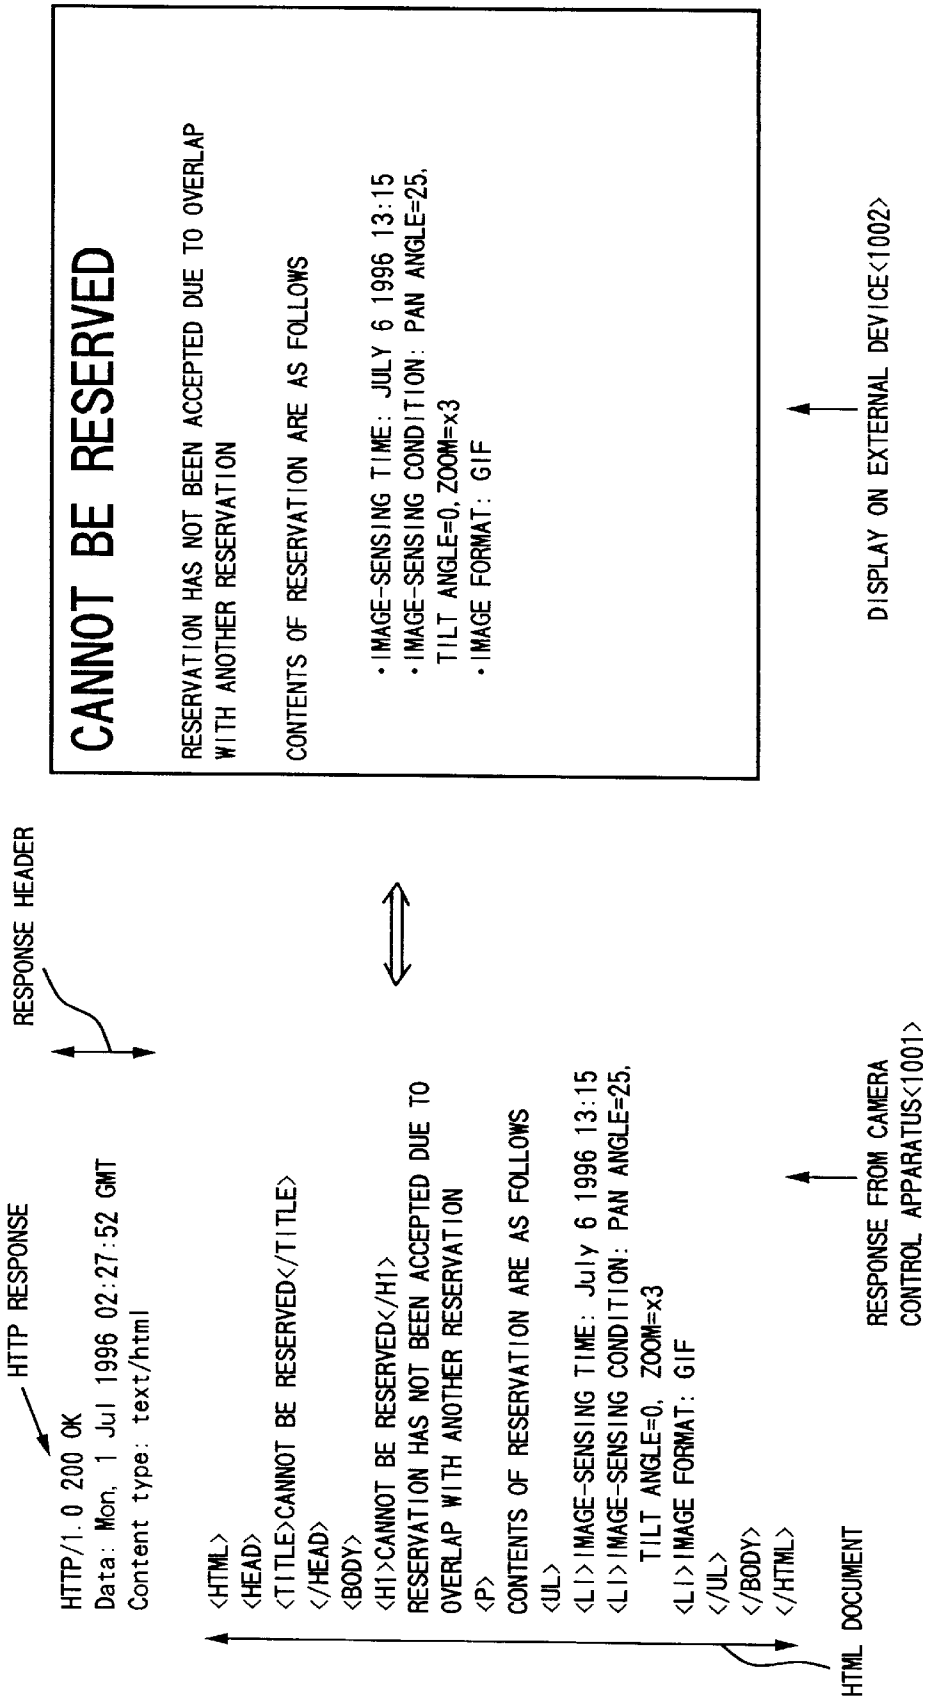 HTTP RESPONSE
RESPONSE HEADER
HTTP/1.0 200 OK
Data: Mon, 1 Jul 1996 02:27:52 GMT
Content type: text/html
<HTML>
<HEAD>
<TITLE>CANNOT BE RESERVED</TITLE>
</HEAD>
<BODY>
<H1>CANNOT BE RESERVED</H1>
RESERVATION HAS NOT BEEN ACCEPTED DUE TO
OVERLAP WITH ANOTHER RESERVATION
<P>
CONTENTS OF RESERVATION ARE AS FOLLOWS
<UL>
<LI>IMAGE-SENSING TIME: July 6 1996 13:15
<LI>IMAGE-SENSING CONDITION: PAN ANGLE=25,
TILT ANGLE=0, ZOOM=x3
<LI>IMAGE FORMAT: GIF
</UL>
</BODY>
</HTML>
HTML DOCUMENT
RESPONSE FROM CAMERA
CONTROL APPARATUS<1001>
CANNOT BE RESERVED
RESERVATION HAS NOT BEEN ACCEPTED DUE TO OVERLAP
WITH ANOTHER RESERVATION
CONTENTS OF RESERVATION ARE AS FOLLOWS
·IMAGE-SENSING TIME: JULY 6 1996 13:15
·IMAGE-SENSING CONDITION: PAN ANGLE=25,
TILT ANGLE=0, ZOOM=x3
·IMAGE FORMAT: GIF
DISPLAY ON EXTERNAL DEVICE<1002>